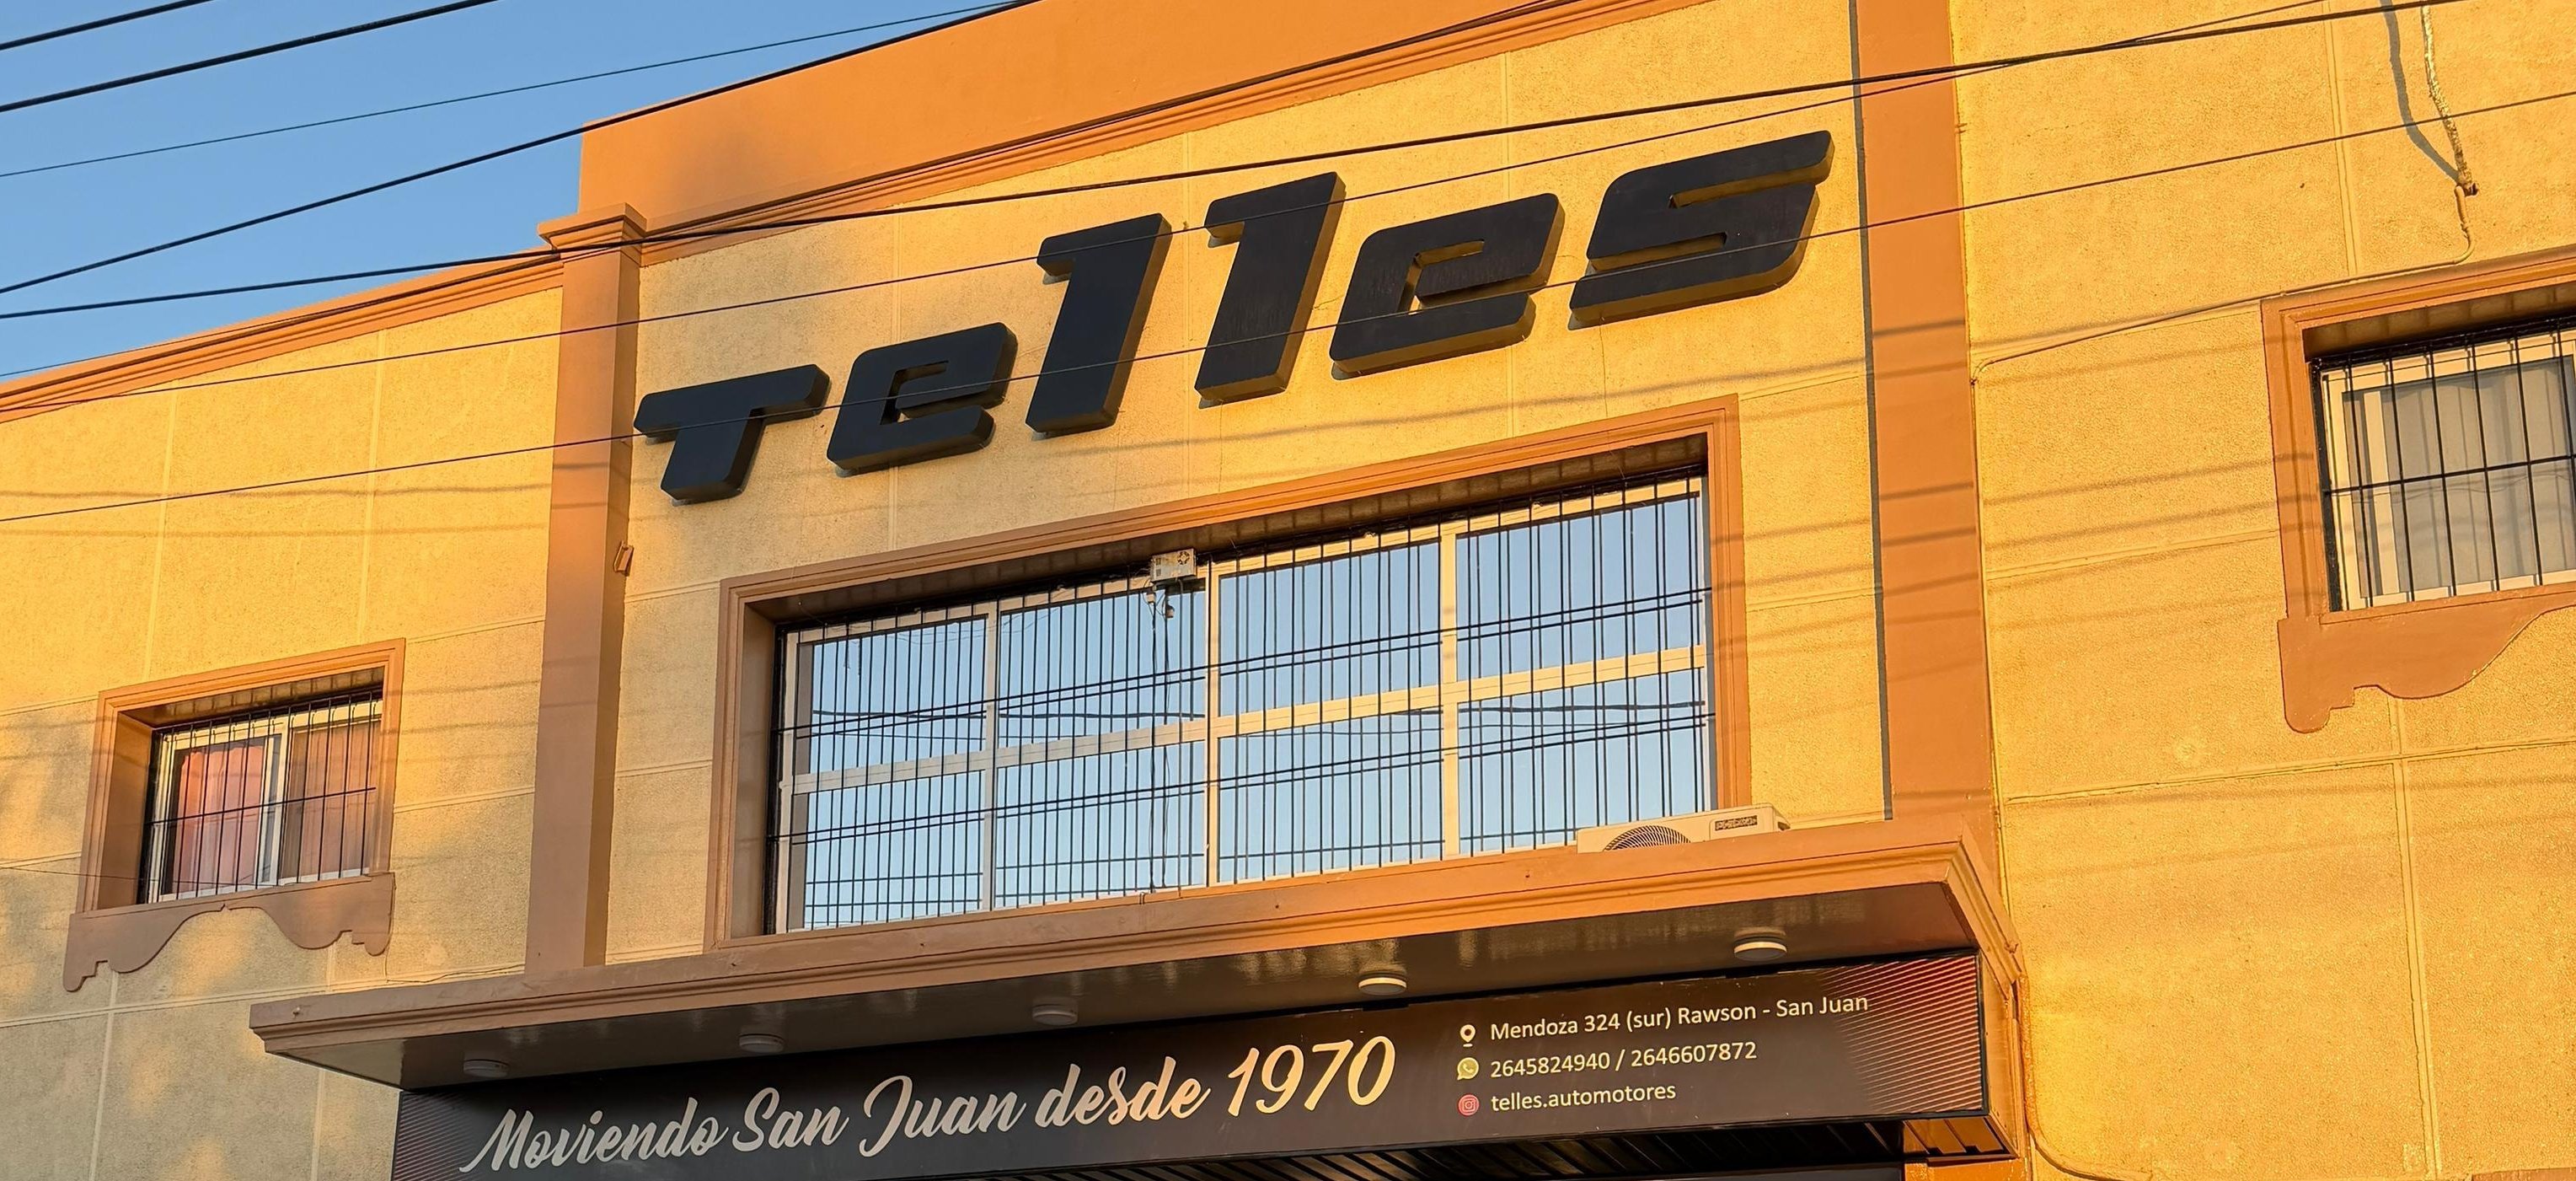 Telles
Moviendo San Juan desde 1970
Mendoza 324 (sur) Rawson - San Juan
2645824940 / 2646607872
telles.automotores